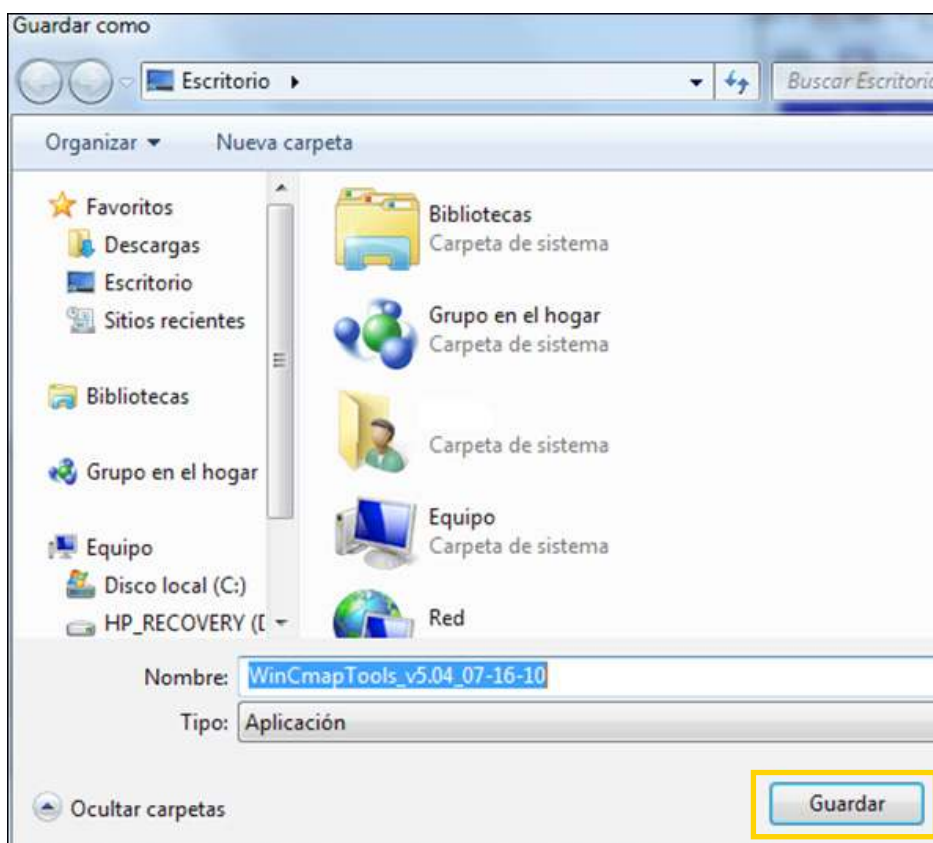 Guardar como
Escritorio
Buscar Escritorio
Organizar
Nueva carpeta
Favoritos
Descargas
Escritorio
Sitios recientes
Bibliotecas
Grupo en el hogar
Equipo
Disco local (C:)
HP_RECOVERY (D
Bibliotecas
Carpeta de sistema
Grupo en el hogar
Carpeta de sistema
Carpeta de sistema
Equipo
Carpeta de sistema
Red
Nombre: WinCmapTools_v5.04_07-16-10
Tipo: Aplicación
Ocultar carpetas
Guardar